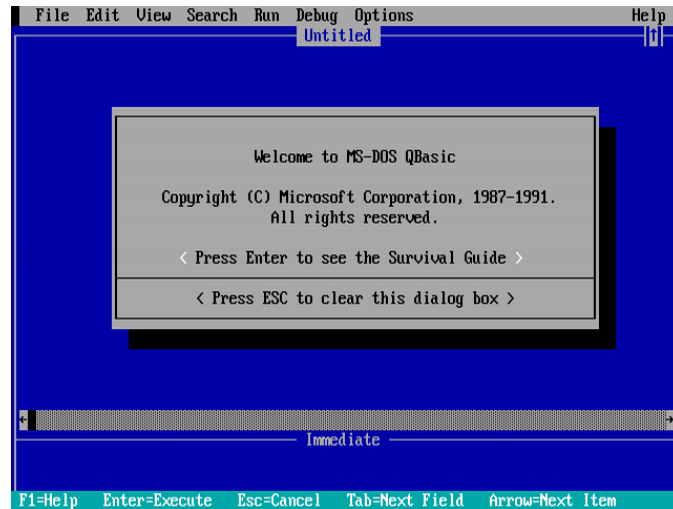 File Edit View Search Run Debug Options Help
Untitled
Welcome to MS-DOS QBasic
Copyright (C) Microsoft Corporation, 1987-1991.
All rights reserved.
< Press Enter to see the Survival Guide >
< Press ESC to clear this dialog box >
Immediate
F1=Help Enter=Execute Esc=Cancel Tab=Next Field Arrow=Next Item